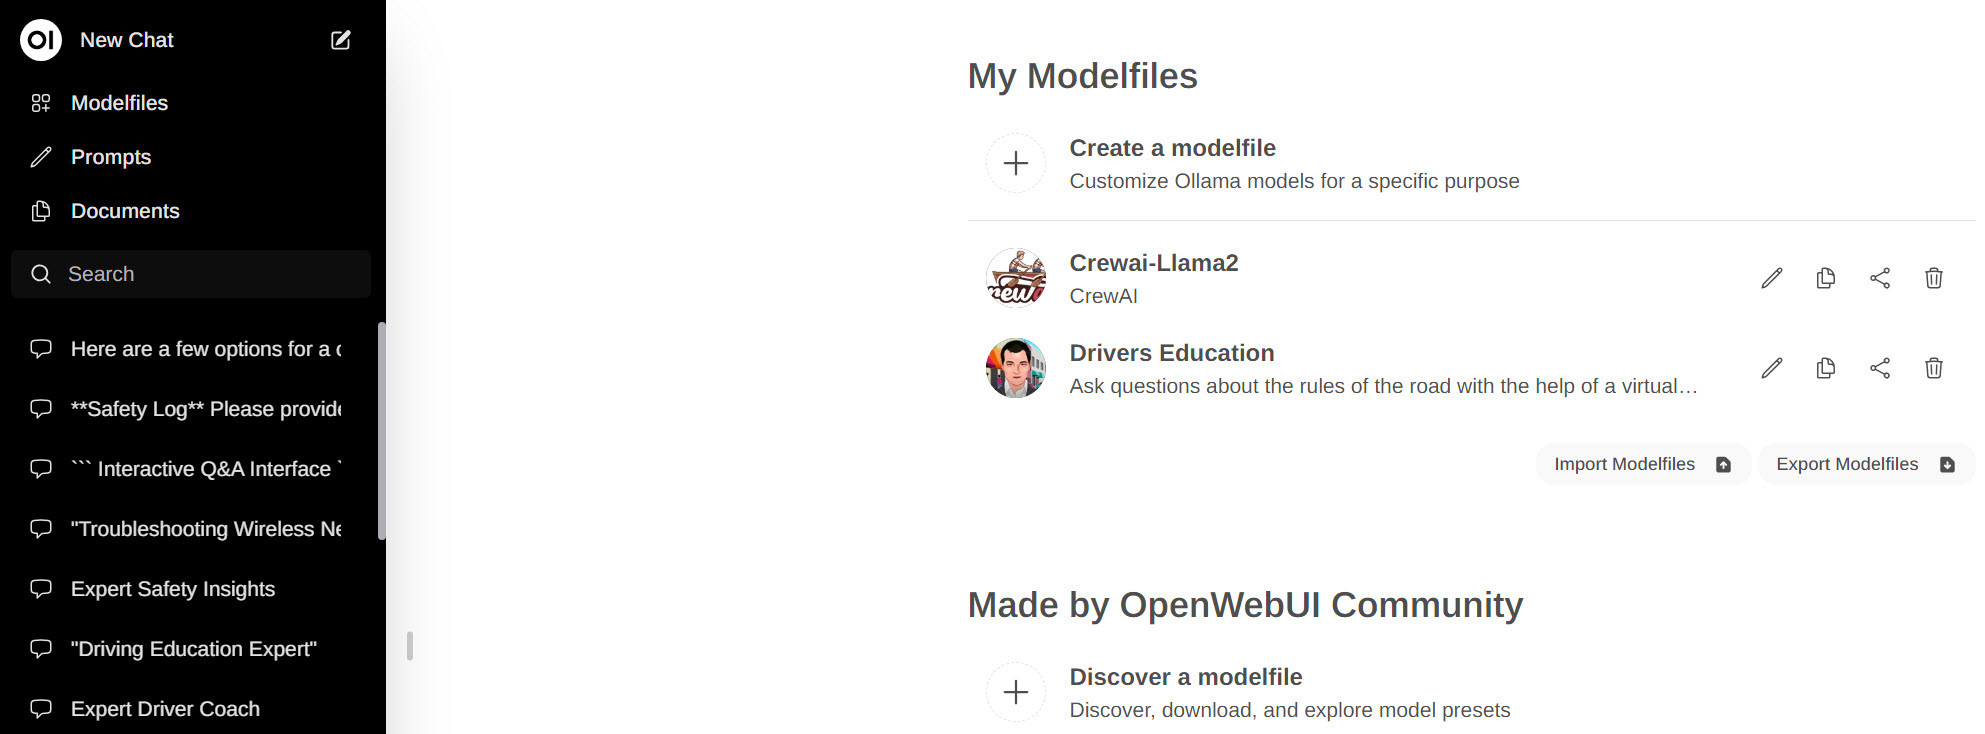 OI New Chat
Modelfiles
Prompts
Documents
Search
Here are a few options for a
**Safety Log** Please provide
``` Interactive Q&A Interface `
"Troubleshooting Wireless Ne
Expert Safety Insights
"Driving Education Expert"
Expert Driver Coach
My Modelfiles
Create a modelfile
Customize Ollama models for a specific purpose
Crewai-Llama2
CrewAI
Drivers Education
Ask questions about the rules of the road with the help of a virtual...
Import Modelfiles
Export Modelfiles
Made by OpenWebUI Community
Discover a modelfile
Discover, download, and explore model presets